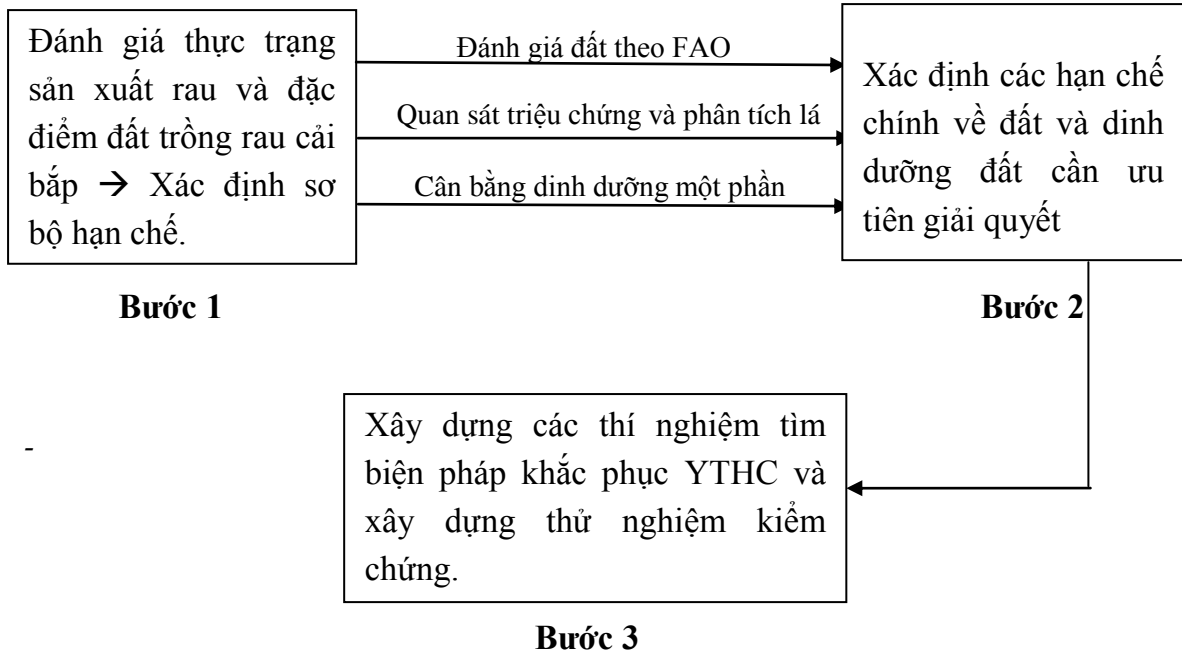 Đánh giá thực trạng
sản xuất rau và đặc
điểm đất trồng rau cải
bắp → Xác định sơ
bộ hạn chế.
Bước 1
Đánh giá đất theo FAO
Quan sát triệu chứng và phân tích lá
Cân bằng dinh dưỡng một phần
Xác định các hạn chế
chính về đất và dinh
dưỡng đất cần ưu
tiên giải quyết
Bước 2
-
Xây dựng các thí nghiệm tìm
biện pháp khắc phục YTHC và
xây dựng thử nghiệm kiểm
chứng.
Bước 3